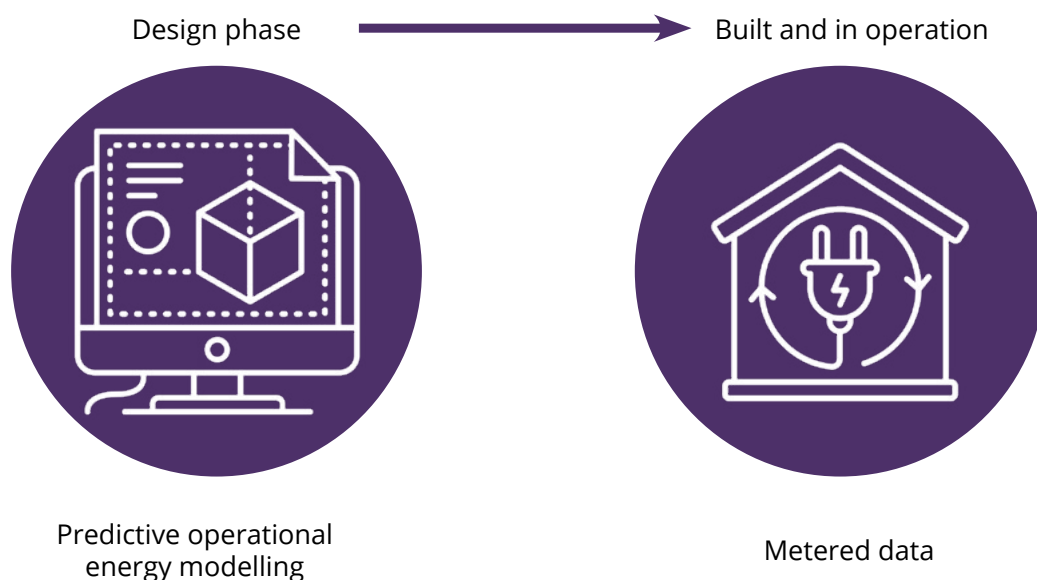 Design phase
Built and in operation
Predictive operational
energy modelling
Metered data